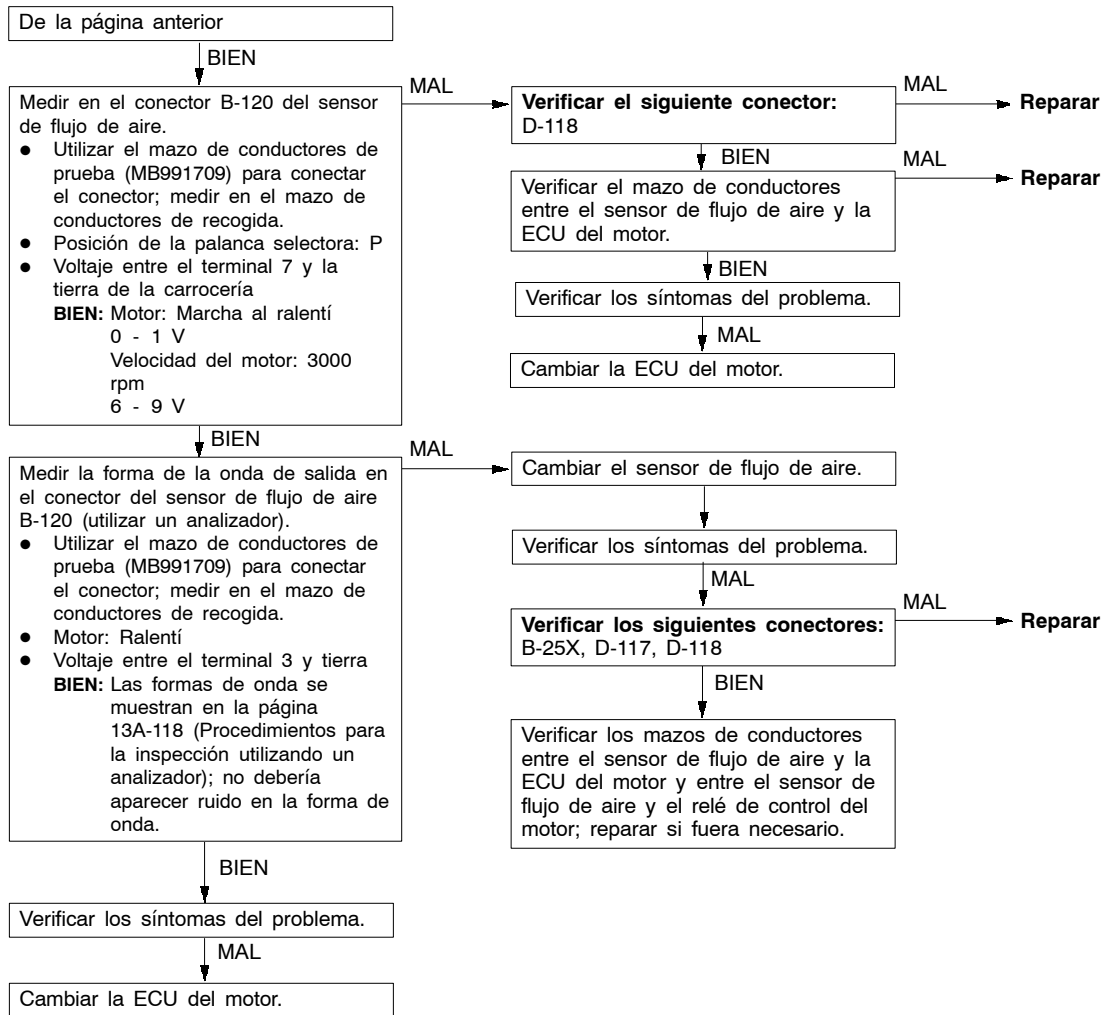 De la página anterior
BIEN
Medir en el conector B-120 del sensor
de flujo de aire.
● Utilizar el mazo de conductores de
prueba (MB991709) para conectar
el conector; medir en el mazo de
conductores de recogida.
● Posición de la palanca selectora: P
● Voltaje entre el terminal 7 y la
tierra de la carrocería
BIEN: Motor: Marcha al ralentí
0 - 1 V
Velocidad del motor: 3000
rpm
6 - 9 V
MAL
Verificar el siguiente conector:
D-118
MAL
Reparar
BIEN
Verificar el mazo de conductores
entre el sensor de flujo de aire y la
ECU del motor.
MAL
Reparar
BIEN
Verificar los síntomas del problema.
MAL
Cambiar la ECU del motor.
BIEN
Medir la forma de la onda de salida en
el conector del sensor de flujo de aire
B-120 (utilizar un analizador).
● Utilizar el mazo de conductores de
prueba (MB991709) para conectar
el conector; medir en el mazo de
conductores de recogida.
● Motor: Ralentí
● Voltaje entre el terminal 3 y tierra
BIEN: Las formas de onda se
muestran en la página
13A-118 (Procedimientos para
la inspección utilizando un
analizador); no debería
aparecer ruido en la forma de
onda.
MAL
Cambiar el sensor de flujo de aire.
Verificar los síntomas del problema.
MAL
Verificar los siguientes conectores:
B-25X, D-117, D-118
MAL
Reparar
BIEN
Verificar los mazos de conductores
entre el sensor de flujo de aire y la
ECU del motor y entre el sensor de
flujo de aire y el relé de control del
motor; reparar si fuera necesario.
BIEN
Verificar los síntomas del problema.
MAL
Cambiar la ECU del motor.